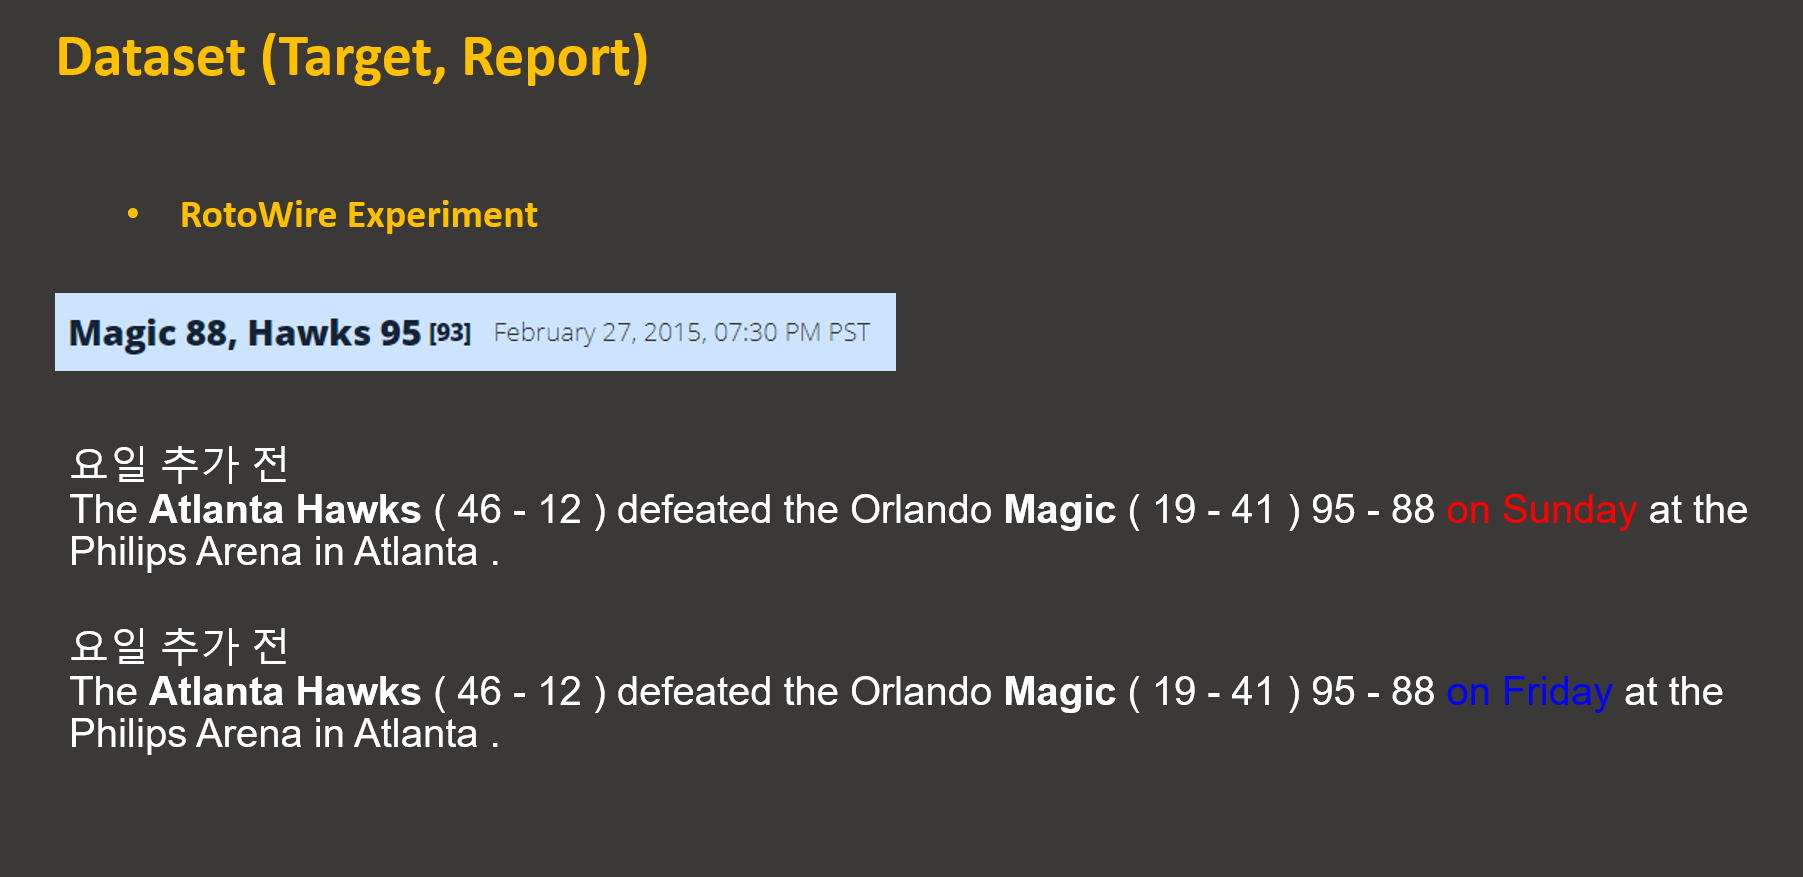 Dataset (Target, Report)
• RotoWire Experiment
Magic 88, Hawks 95 [93] February 27, 2015, 07:30 PM PST
요일 추가 전
The Atlanta Hawks ( 46 - 12 ) defeated the Orlando Magic ( 19 - 41 ) 95 - 88 on Sunday at the
Philips Arena in Atlanta .
요일 추가 전
The Atlanta Hawks ( 46 - 12 ) defeated the Orlando Magic ( 19 - 41 ) 95 - 88 on Friday at the
Philips Arena in Atlanta .